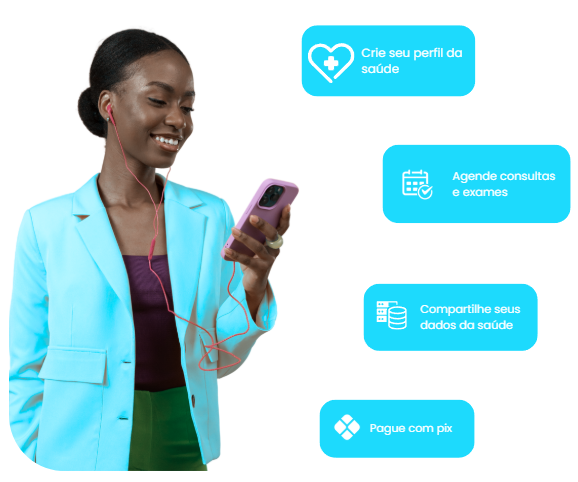 Crie seu perfil da
saúde
Agende consultas
e exames
Compartilhe seus
dados da saúde
Pague com pix